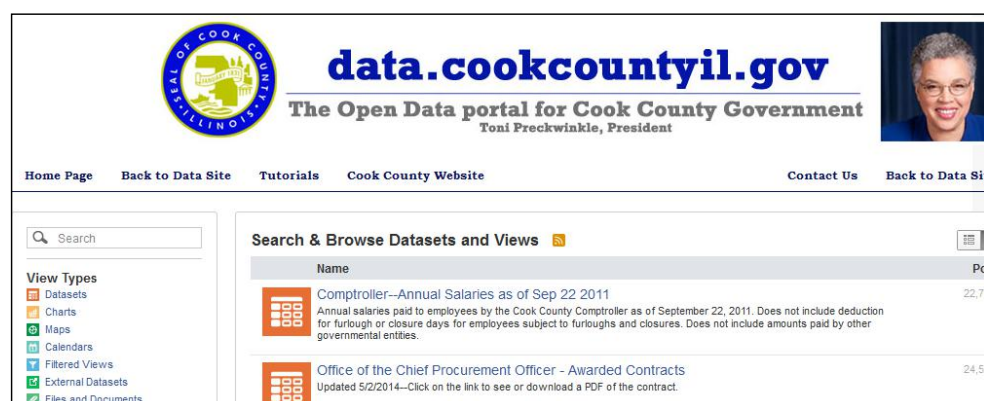 SEAL OF COOK COUNTY ILLINOIS
data.cookcountyil.gov
The Open Data portal for Cook County Government
Toni Preckwinkle, President
Home Page Back to Data Site Tutorials Cook County Website Contact Us Back to Data Si
Search
View Types
Datasets
Charts
Maps
Calendars
Filtered Views
External Datasets
Files and Documents
Search & Browse Datasets and Views
Name Po
Comptroller--Annual Salaries as of Sep 22 2011 22,7
Annual salaries paid to employees by the Cook County Comptroller as of September 22, 2011. Does not include deduction
for furlough or closure days for employees subject to furloughs and closures. Does not include amounts paid by other
governmental entities.
Office of the Chief Procurement Officer - Awarded Contracts 24,5
Updated 5/2/2014--Click on the link to see or download a PDF of the contract.